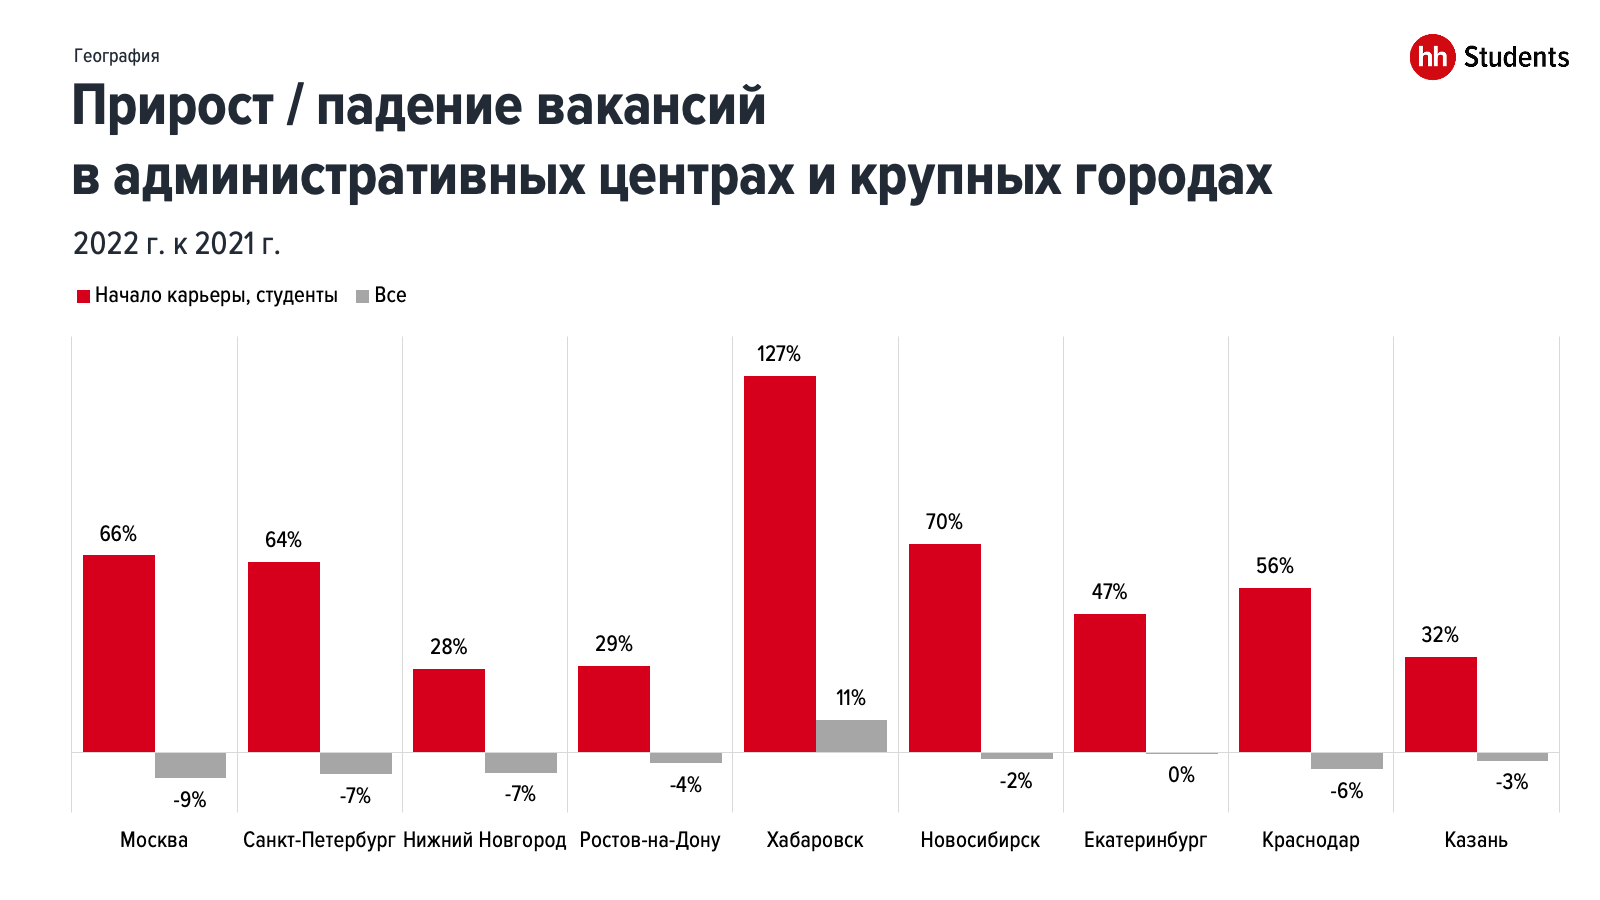 География
hh Students
Прирост / падение вакансий
в административных центрах и крупных городах
2022 г. к 2021 г.
Начало карьеры, студенты Все
66% -9%
64% -7%
28% -7%
29% -4%
127% 11%
70% -2%
47% 0%
56% -6%
32% -3%
Москва Санкт-Петербург Нижний Новгород Ростов-на-Дону Хабаровск Новосибирск Екатеринбург Краснодар Казань